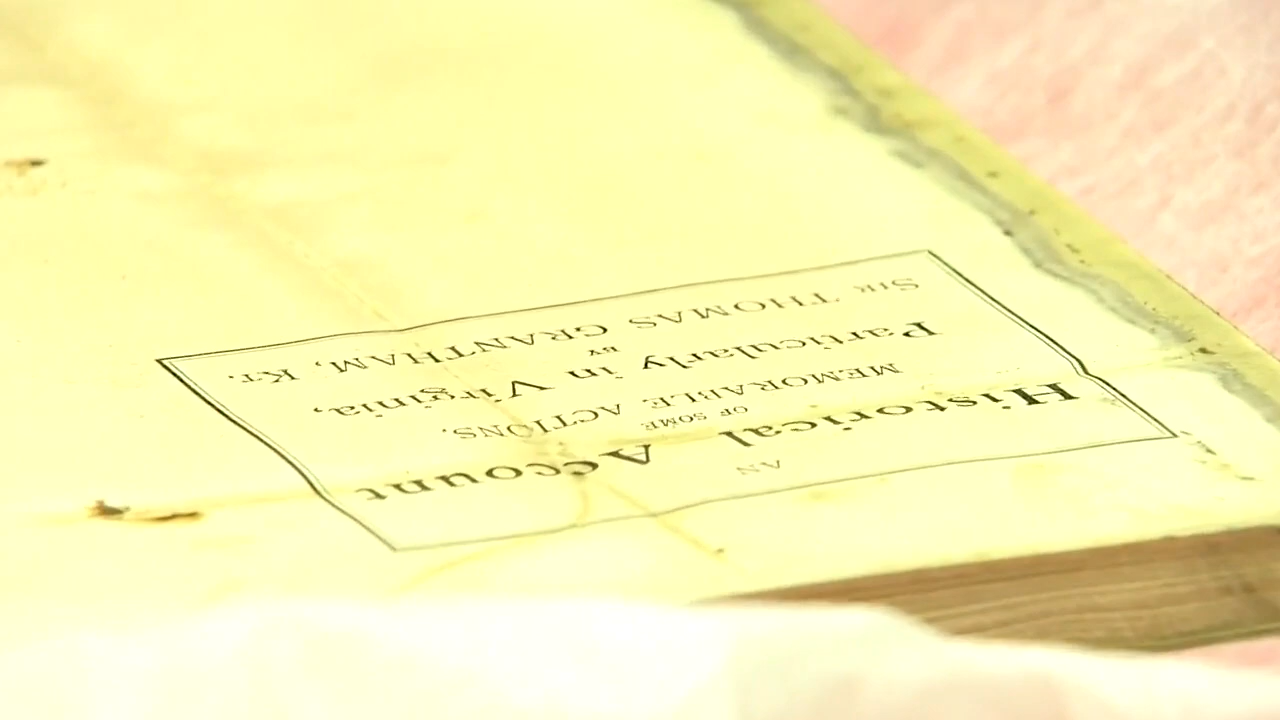 AN
Historical Account
OF SOME
MEMORABLE ACTIONS,
Particularly in Virginia,
BY
SIR THOMAS GRANTHAM, KT.